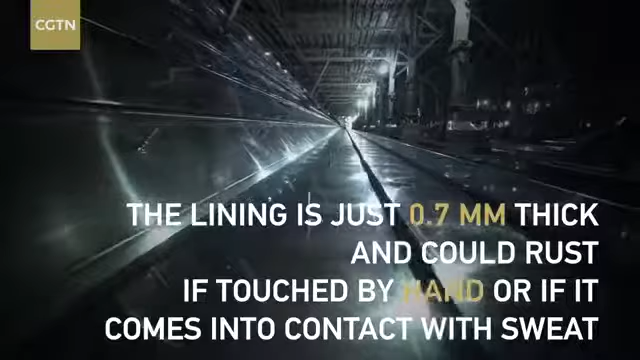 CGTN
THE LINING IS JUST 0.7 MM THICK
AND COULD RUST
IF TOUCHED BY HAND OR IF IT
COMES INTO CONTACT WITH SWEAT